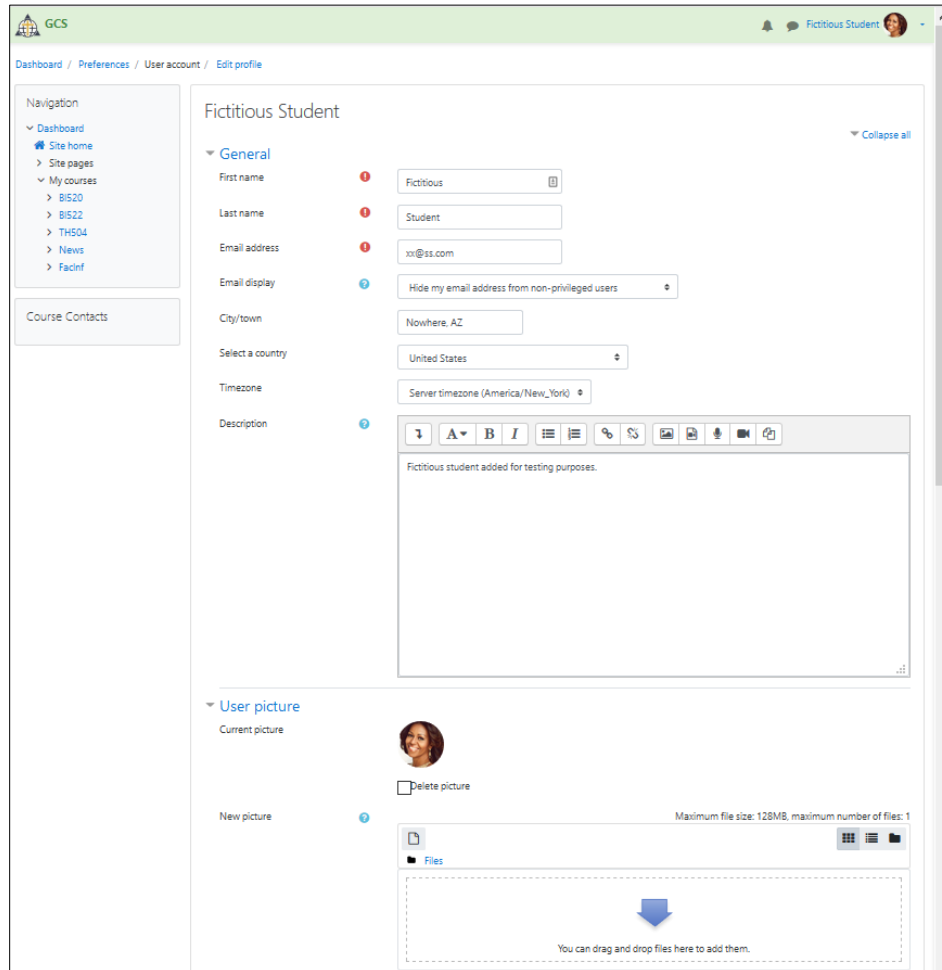 GCS
Fictitious Student
Dashboard / Preferences / User account / Edit profile
Navigation
Dashboard
Site home
Site pages
My courses
BI520
BI522
TH504
News
FacInf
Course Contacts
Fictitious Student
Collapse all
General
First name
Fictitious
Last name
Student
Email address
xx@ss.com
Email display
Hide my email address from non-privileged users
City/town
Nowhere, AZ
Select a country
United States
Timezone
Server timezone (America/New_York)
Description
A B I
Fictitious student added for testing purposes.
User picture
Current picture
Delete picture
New picture
Maximum file size: 128MB, maximum number of files: 1
Files
You can drag and drop files here to add them.